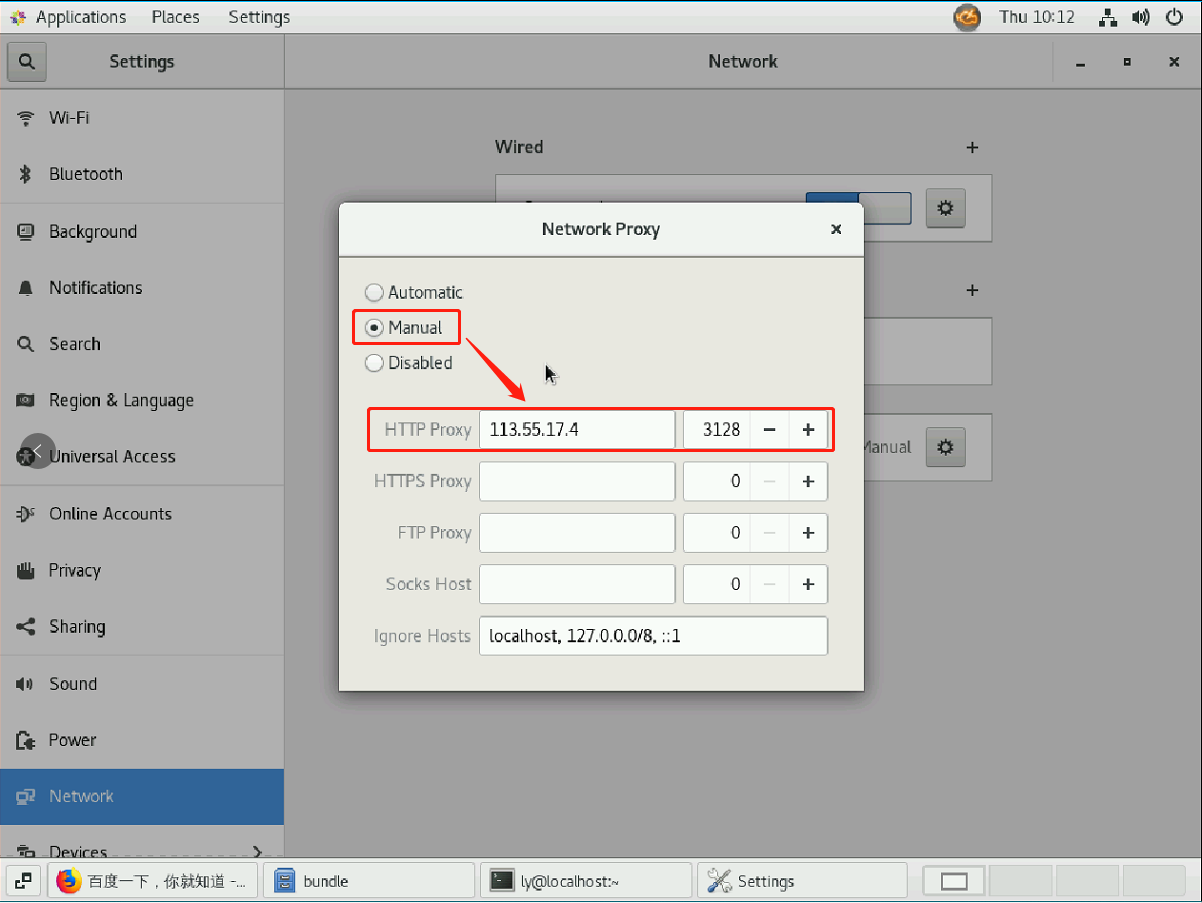 Applications Places Settings Thu 10:12
Settings Network
Wi-Fi
Bluetooth
Background
Notifications
Search
Region & Language
Universal Access
Online Accounts
Privacy
Sharing
Sound
Power
Network
Devices
Wired
Manual
Network Proxy
Automatic
Manual
Disabled
HTTP Proxy 113.55.17.4 3128 − +
HTTPS Proxy 0 − +
FTP Proxy 0 − +
Socks Host 0 − +
Ignore Hosts localhost, 127.0.0.0/8, ::1
百度一下，你就知道 -... bundle ly@localhost:~ Settings